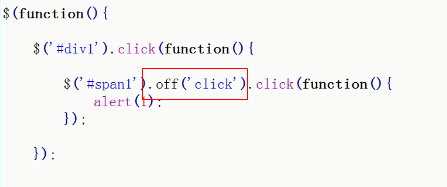 $(function(){
$('#div1').click(function(){
$('#span1').off('click').click(function(){
alert(1);
});
});